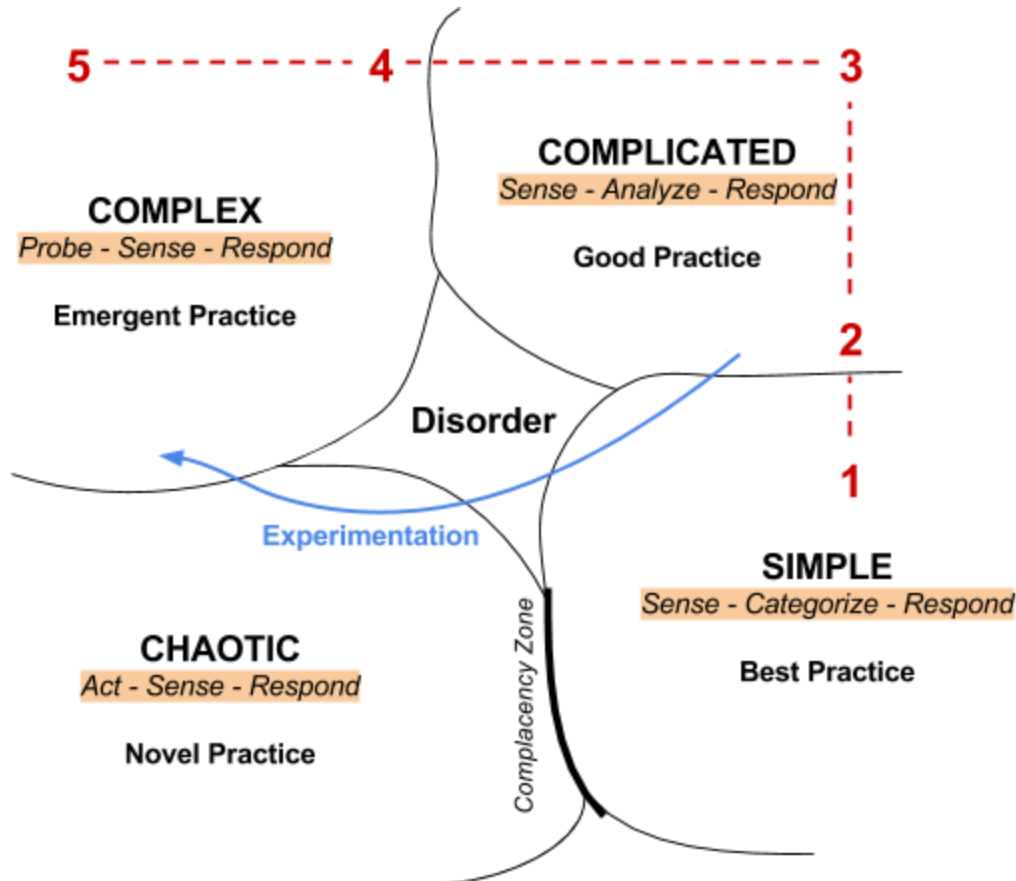 5
4
3
COMPLICATED
Sense - Analyze - Respond
Good Practice
COMPLEX
Probe - Sense - Respond
Emergent Practice
2
Disorder
1
Experimentation
SIMPLE
Sense - Categorize - Respond
Best Practice
Complacency Zone
CHAOTIC
Act - Sense - Respond
Novel Practice